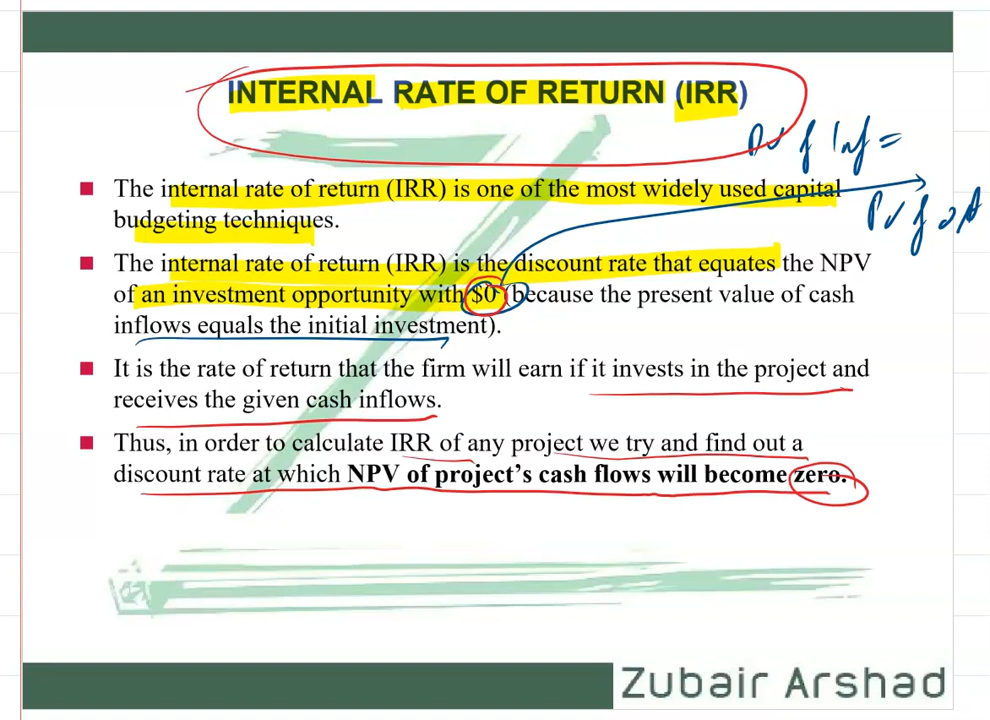 INTERNAL RATE OF RETURN (IRR)
PV of Inf =
PV of
The internal rate of return (IRR) is one of the most widely used capital
budgeting techniques.
The internal rate of return (IRR) is the discount rate that equates the NPV
of an investment opportunity with $0 (because the present value of cash
inflows equals the initial investment).
It is the rate of return that the firm will earn if it invests in the project and
receives the given cash inflows.
Thus, in order to calculate IRR of any project we try and find out a
discount rate at which NPV of project's cash flows will become zero.
Zubair Arshad